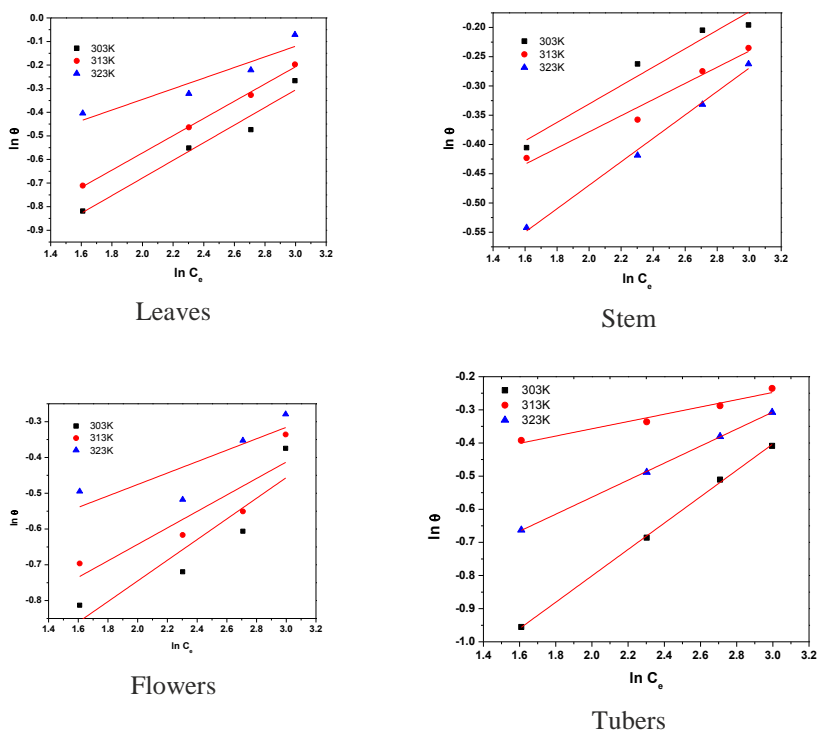 0.0
-0.1
-0.2
-0.3
-0.4
-0.5
-0.6
-0.7
-0.8
-0.9
ln θ
303K
313K
323K
1.4 1.6 1.8 2.0 2.2 2.4 2.6 2.8 3.0 3.2
ln Ce
Leaves
-0.20
-0.25
-0.30
-0.35
-0.40
-0.45
-0.50
-0.55
ln θ
303K
313K
323K
1.4 1.6 1.8 2.0 2.2 2.4 2.6 2.8 3.0 3.2
ln Ce
Stem
-0.3
-0.4
-0.5
-0.6
-0.7
-0.8
ln θ
303K
313K
323K
1.4 1.6 1.8 2.0 2.2 2.4 2.6 2.8 3.0 3.2
ln Ce
Flowers
-0.2
-0.3
-0.4
-0.5
-0.6
-0.7
-0.8
-0.9
-1.0
ln θ
303K
313K
323K
1.4 1.6 1.8 2.0 2.2 2.4 2.6 2.8 3.0 3.2
ln Ce
Tubers